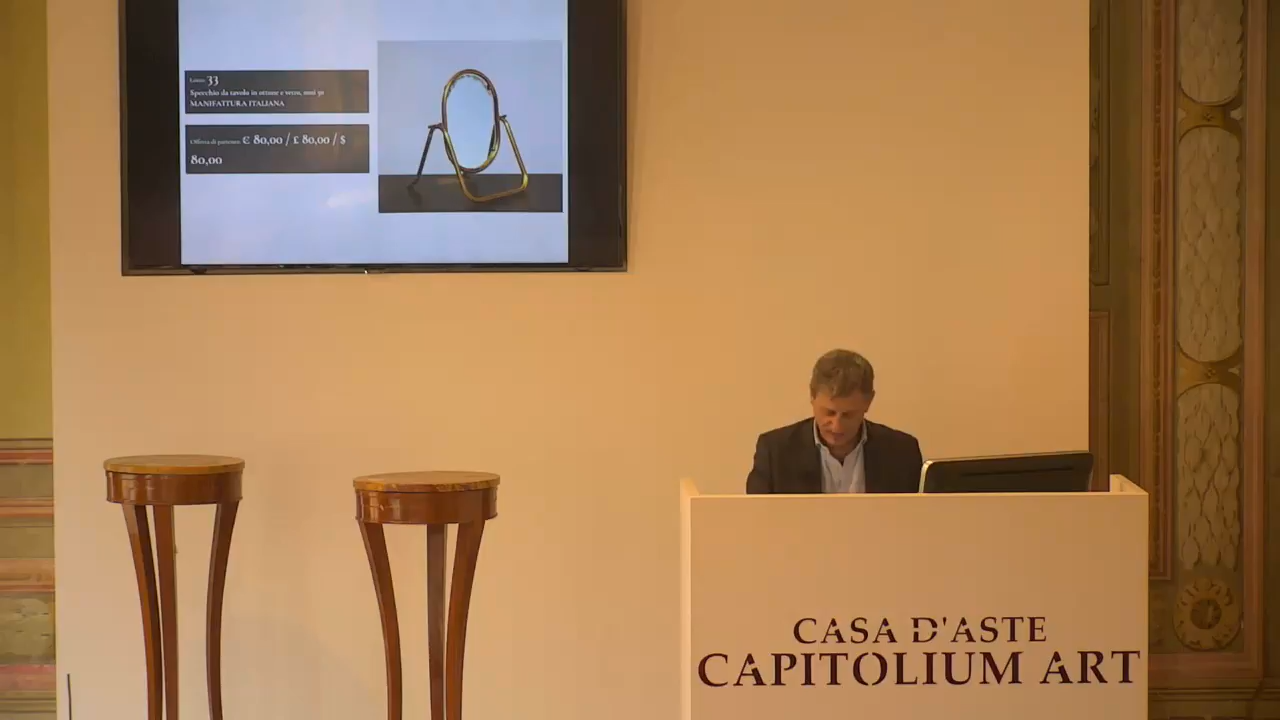 Lotto 33
Specchio da tavolo in ottone e vetro, anni 50
MANIFATTURA ITALIANA
Offerta di partenza: € 80,00 / £ 80,00 / $
80,00
CASA D'ASTE
CAPITOLIUM ART